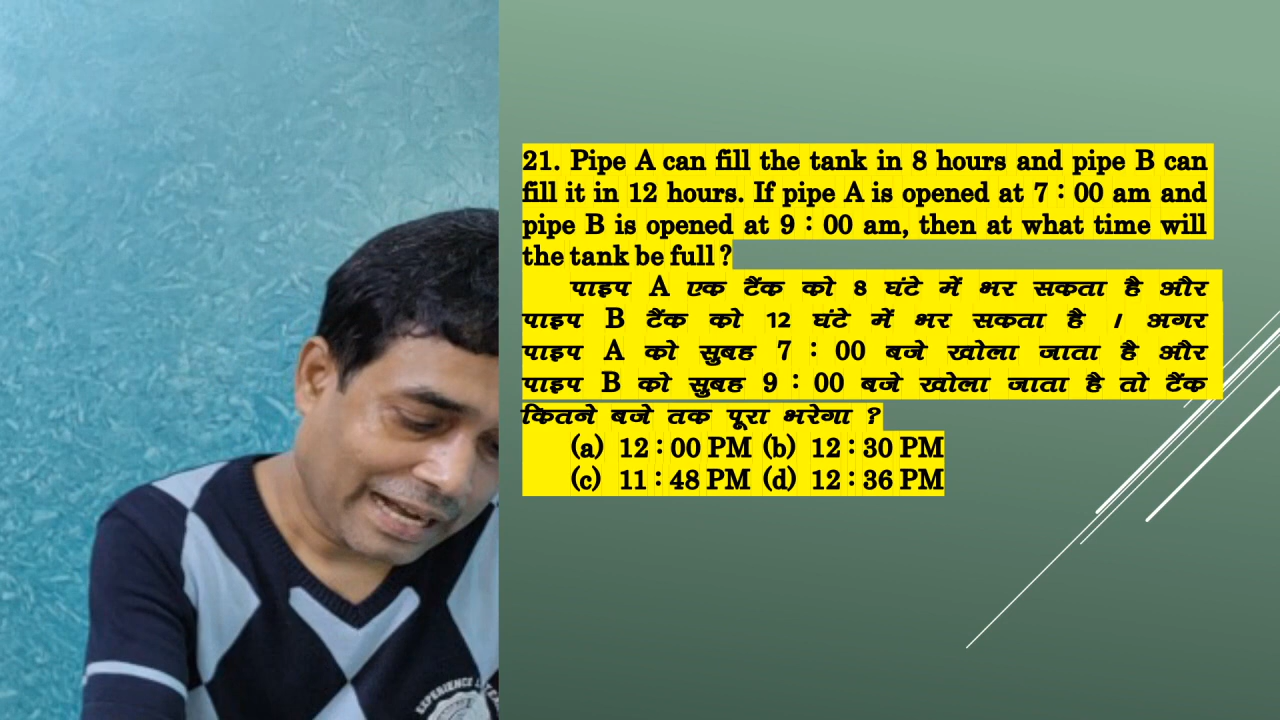 21. Pipe A can fill the tank in 8 hours and pipe B can
fill it in 12 hours. If pipe A is opened at 7 : 00 am and
pipe B is opened at 9 : 00 am, then at what time will
the tank be full ?
पाइप A एक टैंक को 8 घंटे में भर सकता है और
पाइप B टैंक को 12 घंटे में भर सकता है । अगर
पाइप A को सुबह 7 : 00 बजे खोला जाता है और
पाइप B को सुबह 9 : 00 बजे खोला जाता है तो टैंक
कितने बजे तक पूरा भरेगा ?
(a) 12 : 00 PM (b) 12 : 30 PM
(c) 11 : 48 PM (d) 12 : 36 PM
EXPERIENCE